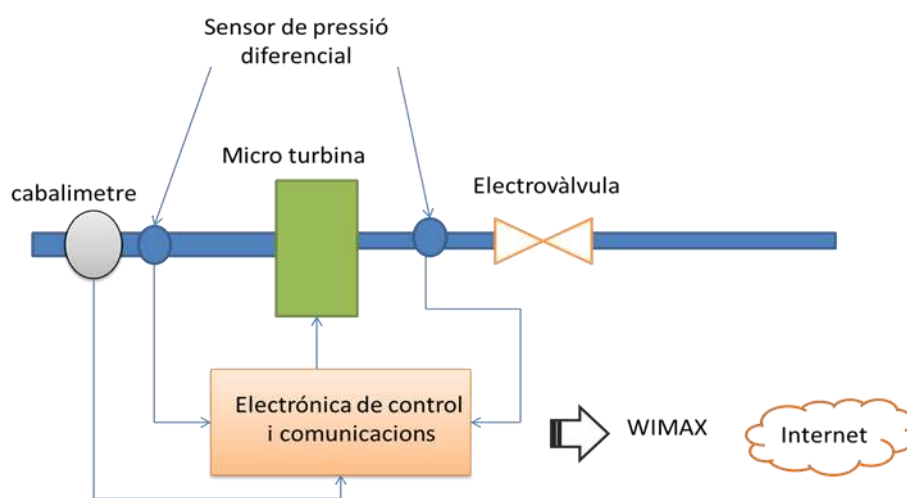 Sensor de pressió
diferencial
Micro turbina
Electrovàlvula
cabalimetre
Electrónica de control
i comunicacions
WIMAX
Internet